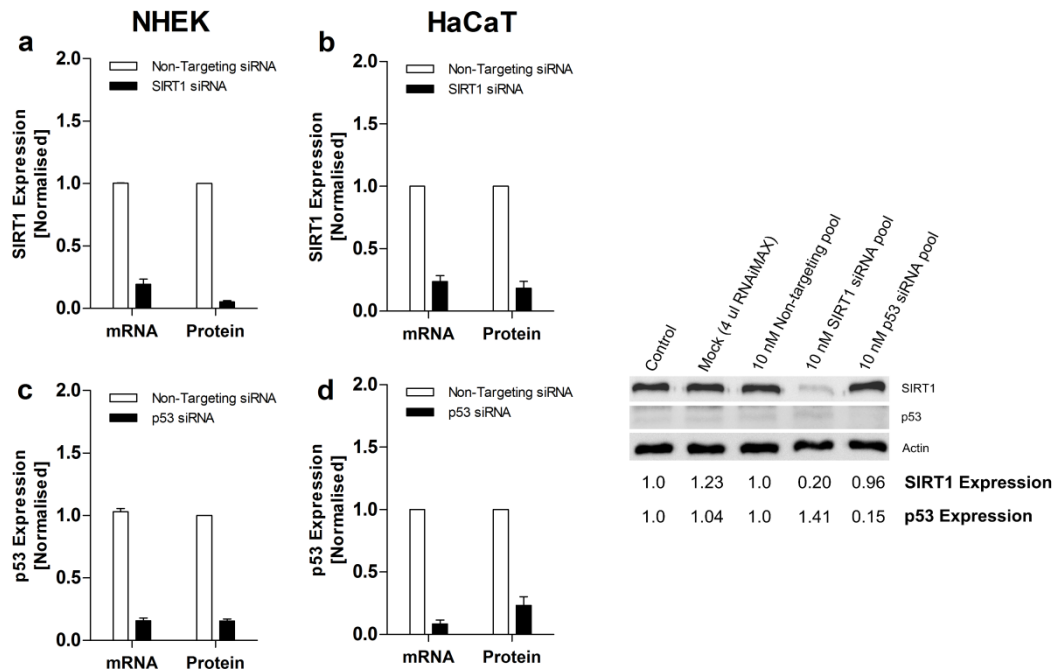 NHEK
HaCaT
a
2.0
1.5
1.0
0.5
0.0
SIRT1 Expression
[Normalised]
Non-Targeting siRNA
SIRT1 siRNA
mRNA
Protein
b
2.0
1.5
1.0
0.5
0.0
SIRT1 Expression
[Normalised]
Non-Targeting siRNA
SIRT1 siRNA
mRNA
Protein
c
2.0
1.5
1.0
0.5
0.0
p53 Expression
[Normalised]
Non-Targeting siRNA
p53 siRNA
mRNA
Protein
d
2.0
1.5
1.0
0.5
0.0
p53 Expression
[Normalised]
Non-Targeting siRNA
p53 siRNA
mRNA
Protein
Control
Mock (4 ul RNAiMAX)
10 nM Non-targeting pool
10 nM SIRT1 siRNA pool
10 nM p53 siRNA pool
SIRT1
p53
Actin
1.0 1.23 1.0 0.20 0.96 SIRT1 Expression
1.0 1.04 1.0 1.41 0.15 p53 Expression